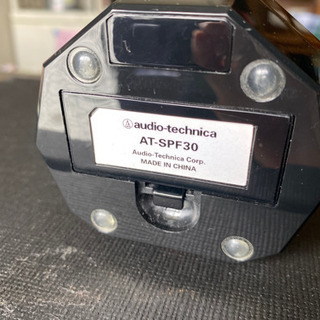 audio-technica
AT-SPF30
Audio-Technica Corp.
MADE IN CHINA